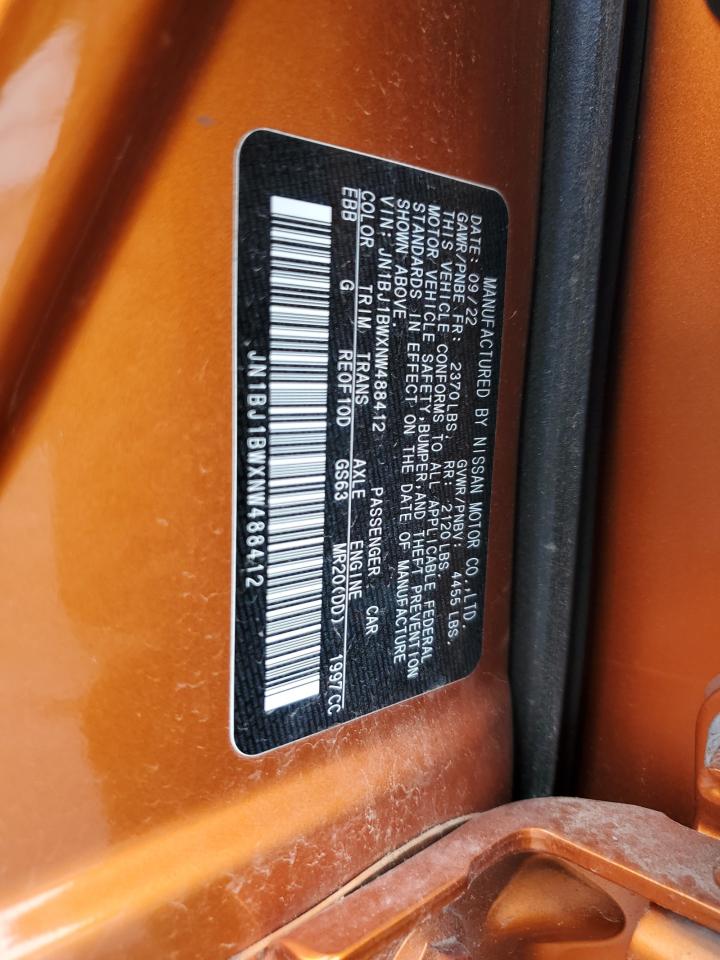 MANUFACTURED BY NISSAN MOTOR CO.,LTD.
DATE: 09/22 GVWR/PNBV: 4455 LBS.
GAWR/PNBE FR: 2370 LBS. RR: 2120 LBS.
THIS VEHICLE CONFORMS TO ALL APPLICABLE FEDERAL
MOTOR VEHICLE SAFETY,BUMPER,AND THEFT PREVENTION
STANDARDS IN EFFECT ON THE DATE OF MANUFACTURE
SHOWN ABOVE.
VIN: JN1BJ1BWXNW488412 PASSENGER CAR
COLOR TRIM TRANS AXLE ENGINE
EBB G RE0F10D GS63 MR20(DD) 1997CC
JN1BJ1BWXNW488412